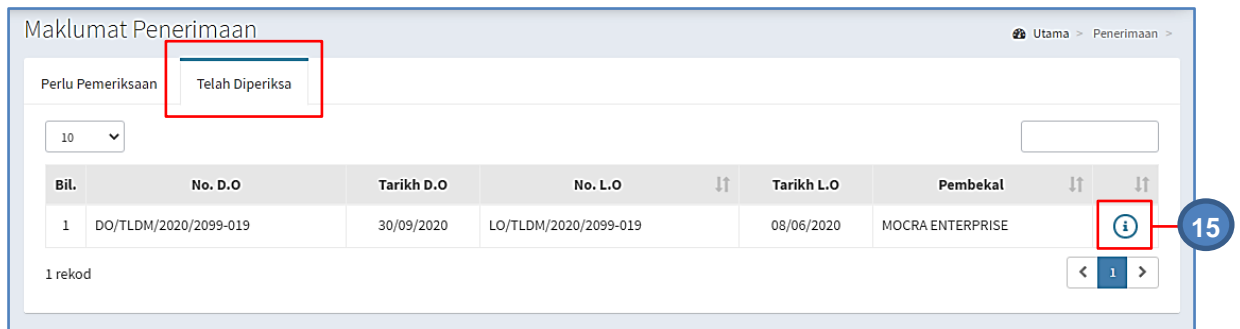 Maklumat Penerimaan
Utama > Penerimaan >
Perlu Pemeriksaan Telah Diperiksa
10
Bil. No. D.O Tarikh D.O No. L.O Tarikh L.O Pembekal
1 DO/TLDM/2020/2099-019 30/09/2020 LO/TLDM/2020/2099-019 08/06/2020 MOCRA ENTERPRISE
15
1 rekod
< 1 >